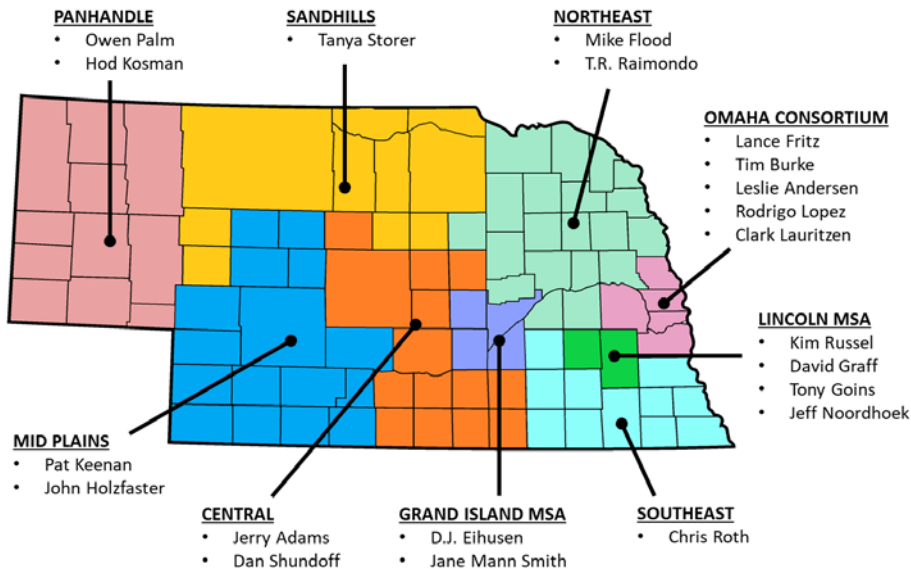 PANHANDLE
• Owen Palm
• Hod Kosman
SANDHILLS
• Tanya Storer
NORTHEAST
• Mike Flood
• T.R. Raimondo
OMAHA CONSORTIUM
• Lance Fritz
• Tim Burke
• Leslie Andersen
• Rodrigo Lopez
• Clark Lauritzen
LINCOLN MSA
• Kim Russel
• David Graff
• Tony Goins
• Jeff Noordhoek
MID PLAINS
• Pat Keenan
• John Holzfaster
CENTRAL
• Jerry Adams
• Dan Shundoff
GRAND ISLAND MSA
• D.J. Eihusen
• Jane Mann Smith
SOUTHEAST
• Chris Roth